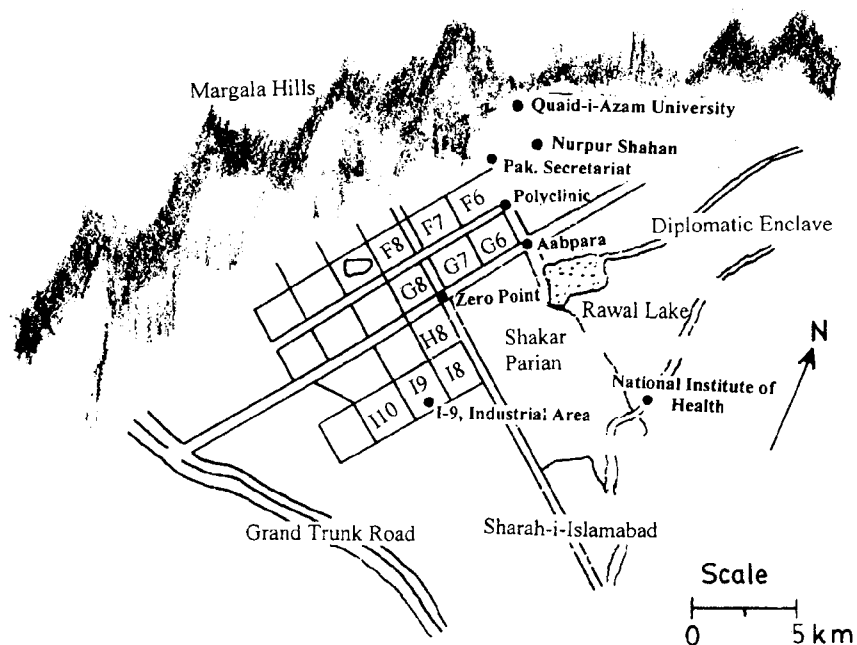 Margala Hills
Quaid-i-Azam University
Nurpur Shahan
Pak. Secretariat
Polyclinic
F6
F7
F8
Diplomatic Enclave
Aabpara
G6
G7
G8
Zero Point
Rawal Lake
H8
Shakar
Parian
N
National Institute of
Health
I8
I9
I10
I-9, Industrial Area
Grand Trunk Road
Sharah-i-Islamabad
Scale
0 5 km